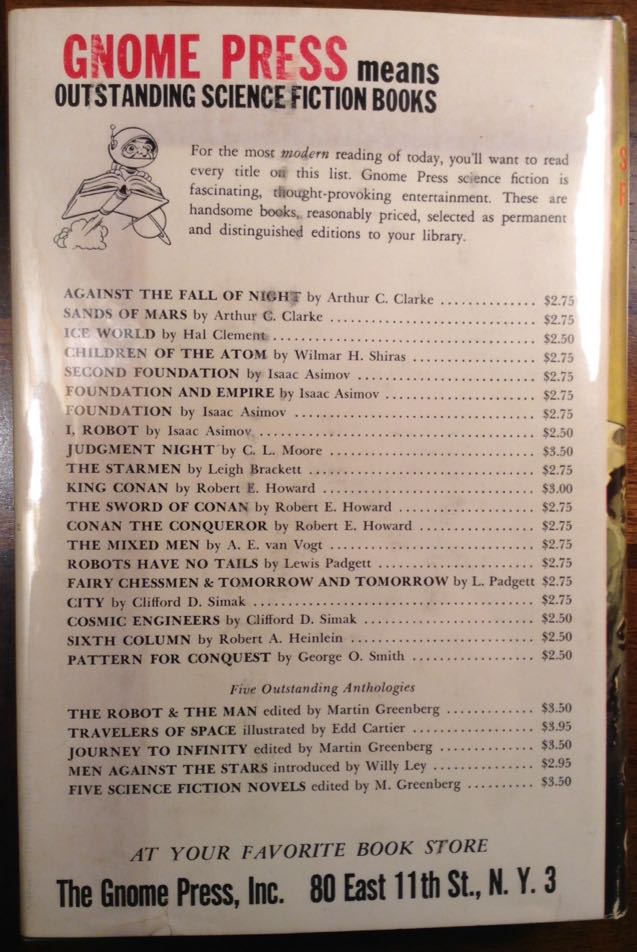 GNOME PRESS means
OUTSTANDING SCIENCE FICTION BOOKS
For the most modern reading of today, you'll want to read
every title on this list. Gnome Press science fiction is
fascinating, thought-provoking entertainment. These are
handsome books, reasonably priced, selected as permanent
and distinguished editions to your library.
AGAINST THE FALL OF NIGHT by Arthur C. Clarke ............. $2.75
SANDS OF MARS by Arthur C. Clarke ............................... $2.75
ICE WORLD by Hal Clement ........................................ $2.50
CHILDREN OF THE ATOM by Wilmar H. Shiras ................... $2.75
SECOND FOUNDATION by Isaac Asimov ........................... $2.75
FOUNDATION AND EMPIRE by Isaac Asimov ...................... $2.75
FOUNDATION by Isaac Asimov ..................................... $2.75
I, ROBOT by Isaac Asimov .......................................... $2.50
JUDGMENT NIGHT by C. L. Moore ................................ $3.50
THE STARMEN by Leigh Brackett .................................. $2.75
KING CONAN by Robert E. Howard ................................ $3.00
THE SWORD OF CONAN by Robert E. Howard ..................... $2.75
CONAN THE CONQUEROR by Robert E. Howard .................. $2.75
THE MIXED MEN by A. E. van Vogt ............................... $2.75
ROBOTS HAVE NO TAILS by Lewis Padgett ........................ $2.75
FAIRY CHESSMEN & TOMORROW AND TOMORROW by L. Padgett $2.75
CITY by Clifford D. Simak .......................................... $2.75
COSMIC ENGINEERS by Clifford D. Simak ......................... $2.50
SIXTH COLUMN by Robert A. Heinlein ............................ $2.50
PATTERN FOR CONQUEST by George O. Smith .................... $2.50
Five Outstanding Anthologies
THE ROBOT & THE MAN edited by Martin Greenberg ............. $3.50
TRAVELERS OF SPACE illustrated by Edd Cartier ................... $3.95
JOURNEY TO INFINITY edited by Martin Greenberg ............... $3.50
MEN AGAINST THE STARS introduced by Willy Ley ............... $2.95
FIVE SCIENCE FICTION NOVELS edited by M. Greenberg .......... $3.50
AT YOUR FAVORITE BOOK STORE
The Gnome Press, Inc. 80 East 11th St., N. Y. 3